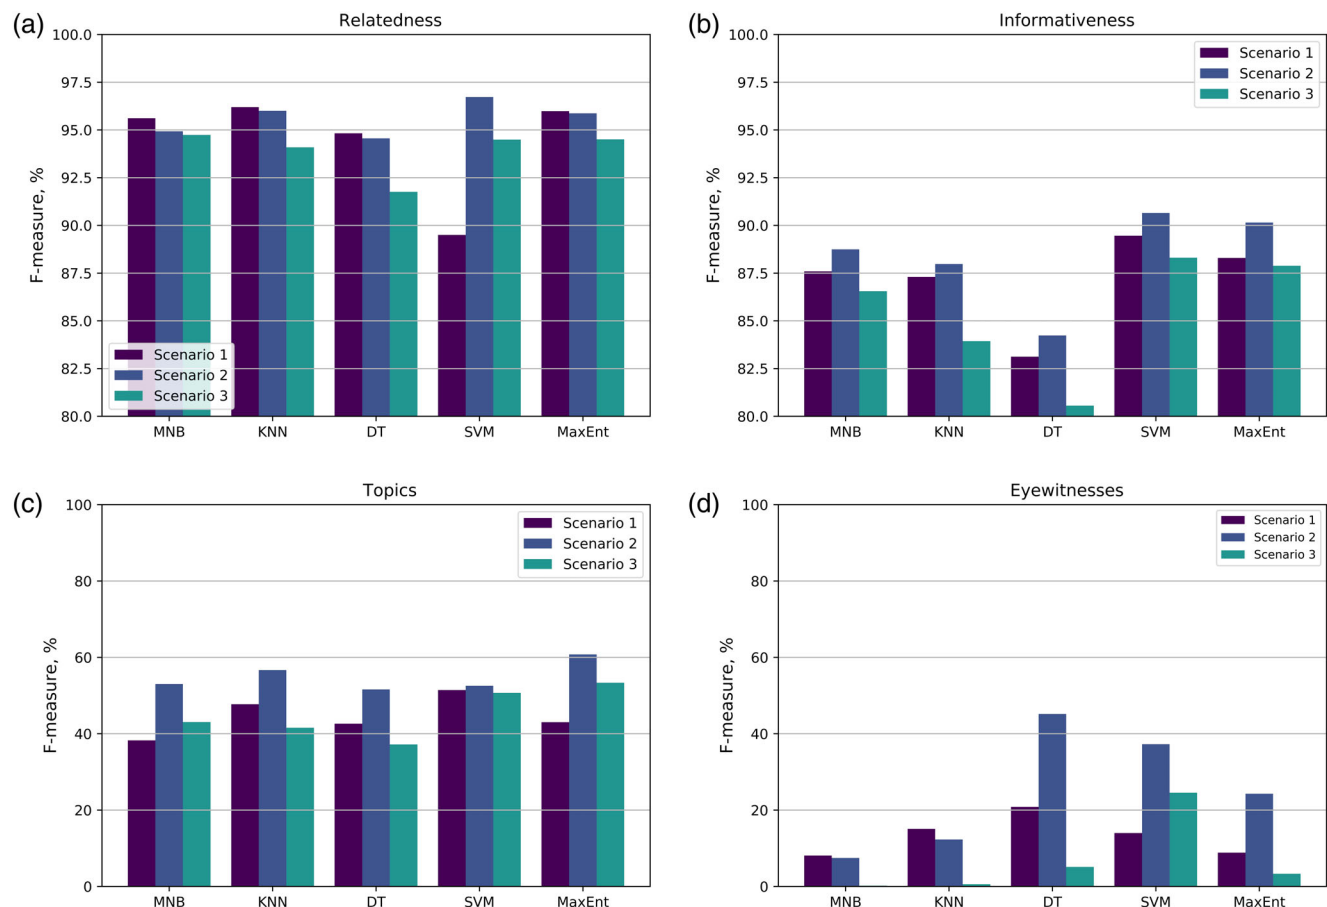 (a)
Relatedness
100.0
97.5
95.0
92.5
90.0
87.5
85.0
82.5
80.0
F-measure, %
Scenario 1
Scenario 2
Scenario 3
MNB KNN DT SVM MaxEnt
(b)
Informativeness
100.0
97.5
95.0
92.5
90.0
87.5
85.0
82.5
80.0
F-measure, %
Scenario 1
Scenario 2
Scenario 3
MNB KNN DT SVM MaxEnt
(c)
Topics
100
80
60
40
20
0
F-measure, %
Scenario 1
Scenario 2
Scenario 3
MNB KNN DT SVM MaxEnt
(d)
Eyewitnesses
100
80
60
40
20
0
F-measure, %
Scenario 1
Scenario 2
Scenario 3
MNB KNN DT SVM MaxEnt